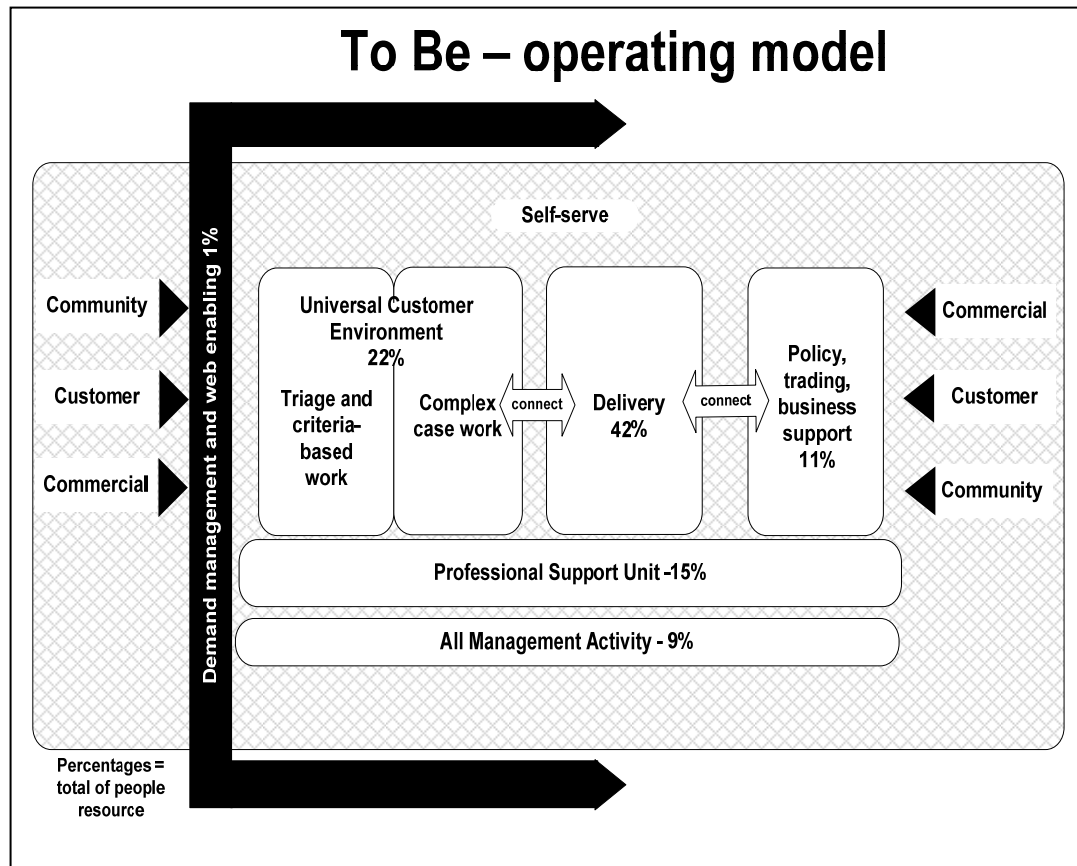 To Be – operating model
Demand management and web enabling 1%
Self-serve
Community
Customer
Commercial
Universal Customer
Environment
22%
Triage and
criteria-
based
work
Complex
case work
connect
Delivery
42%
connect
Policy,
trading,
business
support
11%
Commercial
Customer
Community
Professional Support Unit -15%
All Management Activity - 9%
Percentages =
total of people
resource